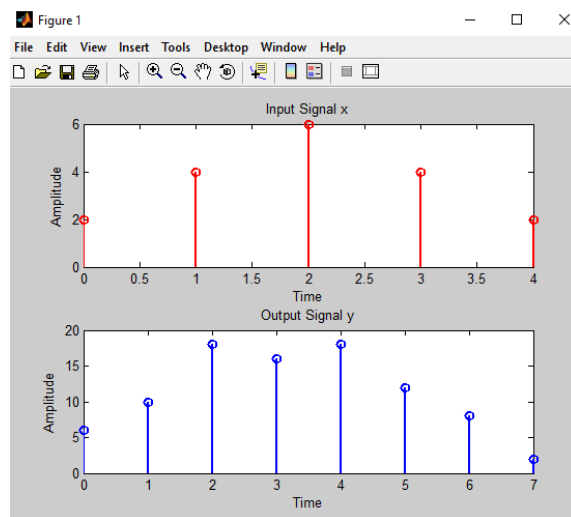 Figure 1
File Edit View Insert Tools Desktop Window Help
Input Signal x
Amplitude
6
4
2
0
0 0.5 1 1.5 2 2.5 3 3.5 4
Time
Output Signal y
Amplitude
20
15
10
5
0
0 1 2 3 4 5 6 7
Time